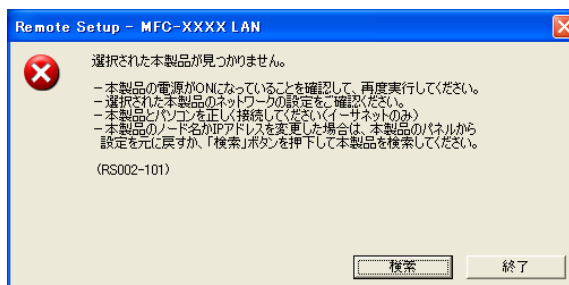 Remote Setup - MFC-XXXX LAN
選択された本製品が見つかりません。
－本製品の電源がONになっていることを確認して、再度実行してください。
－選択された本製品のネットワークの設定をご確認ください。
－本製品とパソコンを正しく接続してください(イーサネットのみ)
－本製品のノード名かIPアドレスを変更した場合は、本製品のパネルから
設定を元に戻すか、「検索」ボタンを押下して本製品を検索してください。
(RS002-101)
検索
終了